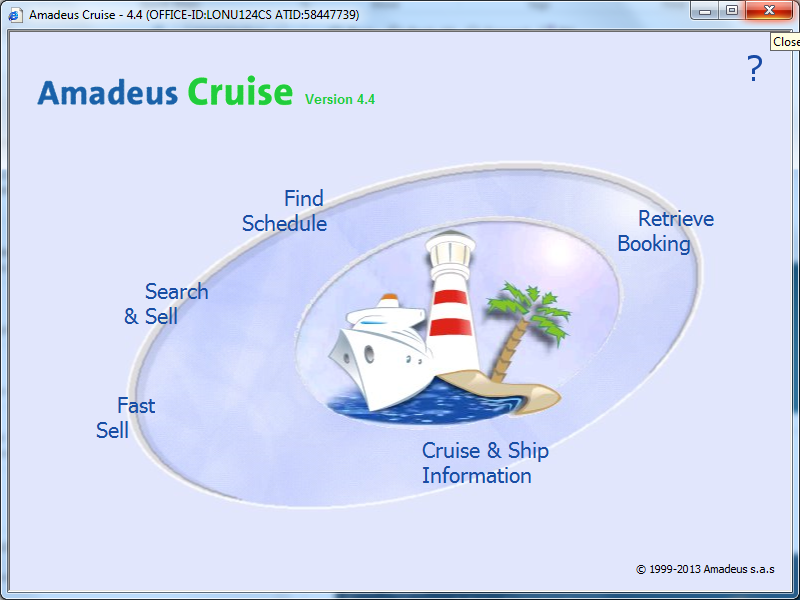 Amadeus Cruise - 4.4 (OFFICE-ID:LONU124CS ATID:58447739)
Close
?
Amadeus Cruise Version 4.4
Find
Schedule
Retrieve
Booking
Search
& Sell
Fast
Sell
Cruise & Ship
Information
© 1999-2013 Amadeus s.a.s